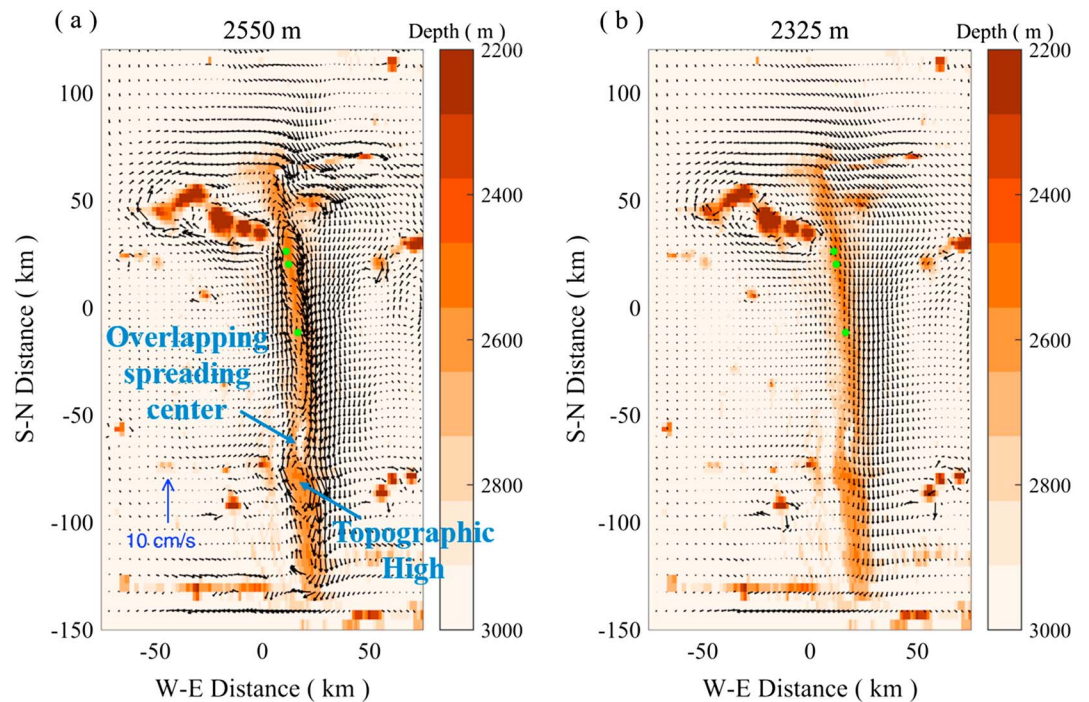 ( a )
2550 m
Depth ( m )
2200
2400
2600
2800
3000
100
50
0
-50
-100
-150
S-N Distance ( km )
Overlapping
spreading
center
10 cm/s
Topographic
High
-50
0
50
W-E Distance ( km )
( b )
2325 m
Depth ( m )
2200
2400
2600
2800
3000
100
50
0
-50
-100
-150
S-N Distance ( km )
-50
0
50
W-E Distance ( km )